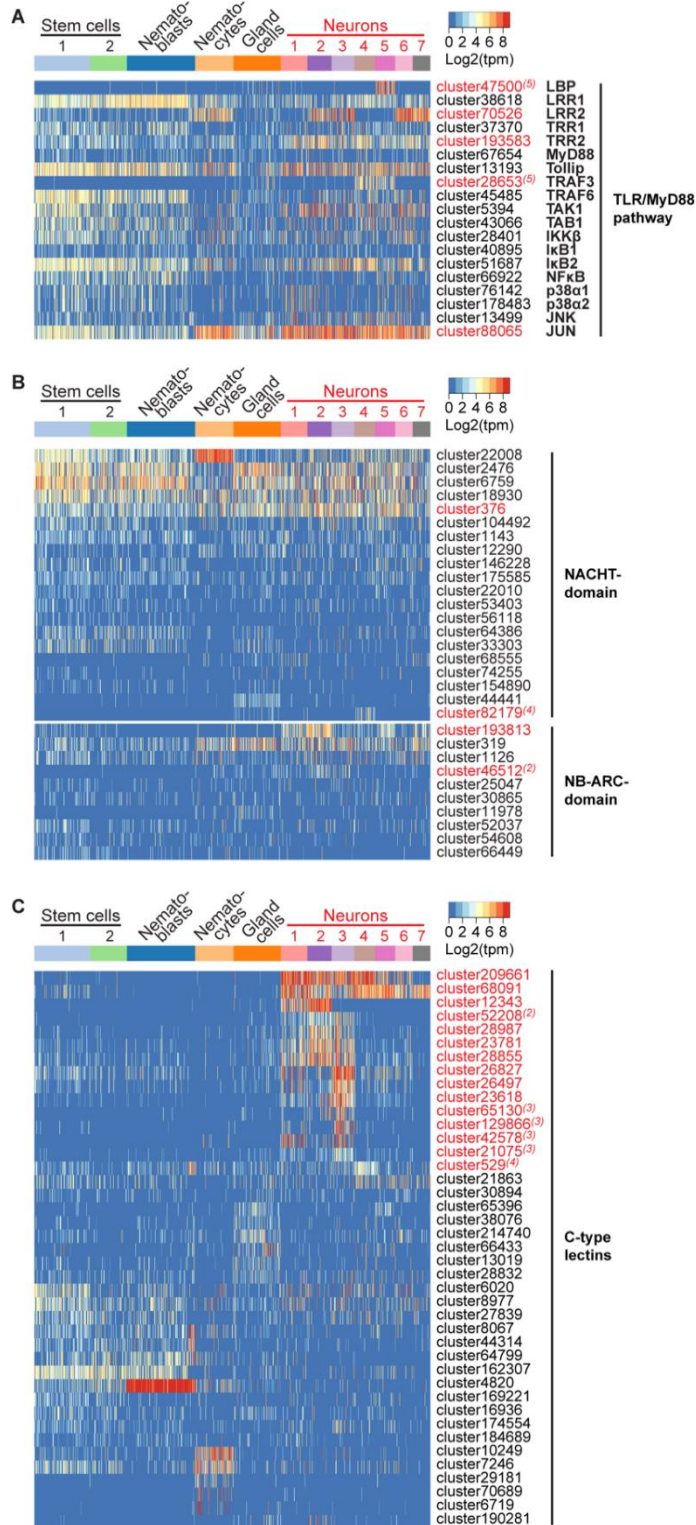 A
Stem cells
1 2
Nemato-
blasts
Nemato-
cytes
Gland
cells
Neurons
1 2 3 4 5 6 7
0 2 4 6 8
Log2(tpm)
cluster47500(5) LBP
cluster38618 LRR1
cluster70526 LRR2
cluster37370 TRR1
cluster193583 TRR2
cluster67654 MyD88
cluster13193 Tollip
cluster28653(5) TRAF3
cluster45485 TRAF6
cluster5394 TAK1
cluster43066 TAB1
cluster28401 IKKβ
cluster40895 IκB1
cluster51687 IκB2
cluster66922 NFκB
cluster76142 p38α1
cluster178483 p38α2
cluster13499 JNK
cluster88065 JUN
TLR/MyD88
pathway
B
Stem cells
1 2
Nemato-
blasts
Nemato-
cytes
Gland
cells
Neurons
1 2 3 4 5 6 7
0 2 4 6 8
Log2(tpm)
cluster22008
cluster2476
cluster6759
cluster18930
cluster376
cluster104492
cluster1143
cluster12290
cluster146228
cluster175585
cluster22010
cluster53403
cluster56118
cluster64386
cluster33303
cluster68555
cluster74255
cluster154890
cluster44441
cluster82179(4)
NACHT-
domain
cluster193813
cluster319
cluster1126
cluster46512(2)
cluster25047
cluster30865
cluster11978
cluster52037
cluster54608
cluster66449
NB-ARC-
domain
C
Stem cells
1 2
Nemato-
blasts
Nemato-
cytes
Gland
cells
Neurons
1 2 3 4 5 6 7
0 2 4 6 8
Log2(tpm)
cluster209661
cluster68091
cluster12343
cluster52208(2)
cluster28987
cluster23781
cluster28855
cluster26827
cluster26497
cluster23618
cluster65130(3)
cluster129866(3)
cluster42578(3)
cluster21075(3)
cluster529(4)
cluster21863
cluster30894
cluster65396
cluster38076
cluster214740
cluster66433
cluster13019
cluster28832
cluster6020
cluster8977
cluster27839
cluster8067
cluster44314
cluster64799
cluster162307
cluster4820
cluster169221
cluster16936
cluster174554
cluster184689
cluster10249
cluster7246
cluster29181
cluster70689
cluster6719
cluster190281
C-type
lectins